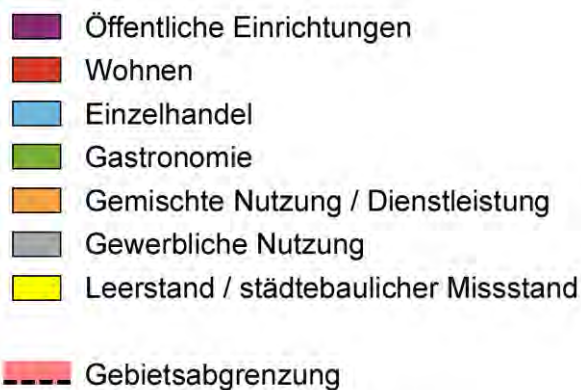 Öffentliche Einrichtungen
Wohnen
Einzelhandel
Gastronomie
Gemischte Nutzung / Dienstleistung
Gewerbliche Nutzung
Leerstand / städtebaulicher Missstand
Gebietsabgrenzung